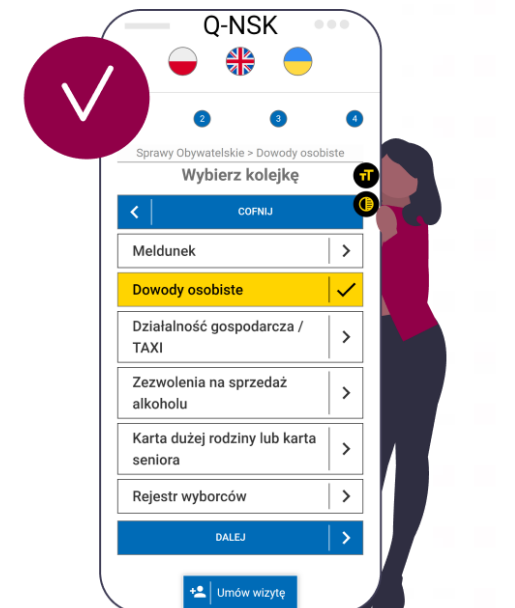 Q-NSK
2 3 4
Sprawy Obywatelskie > Dowody osobiste
Wybierz kolejkę
TT
COFNIJ
Meldunek
Dowody osobiste
Działalność gospodarcza /
TAXI
Zezwolenia na sprzedaż
alkoholu
Karta dużej rodziny lub karta
seniora
Rejestr wyborców
DALEJ
Umów wizytę